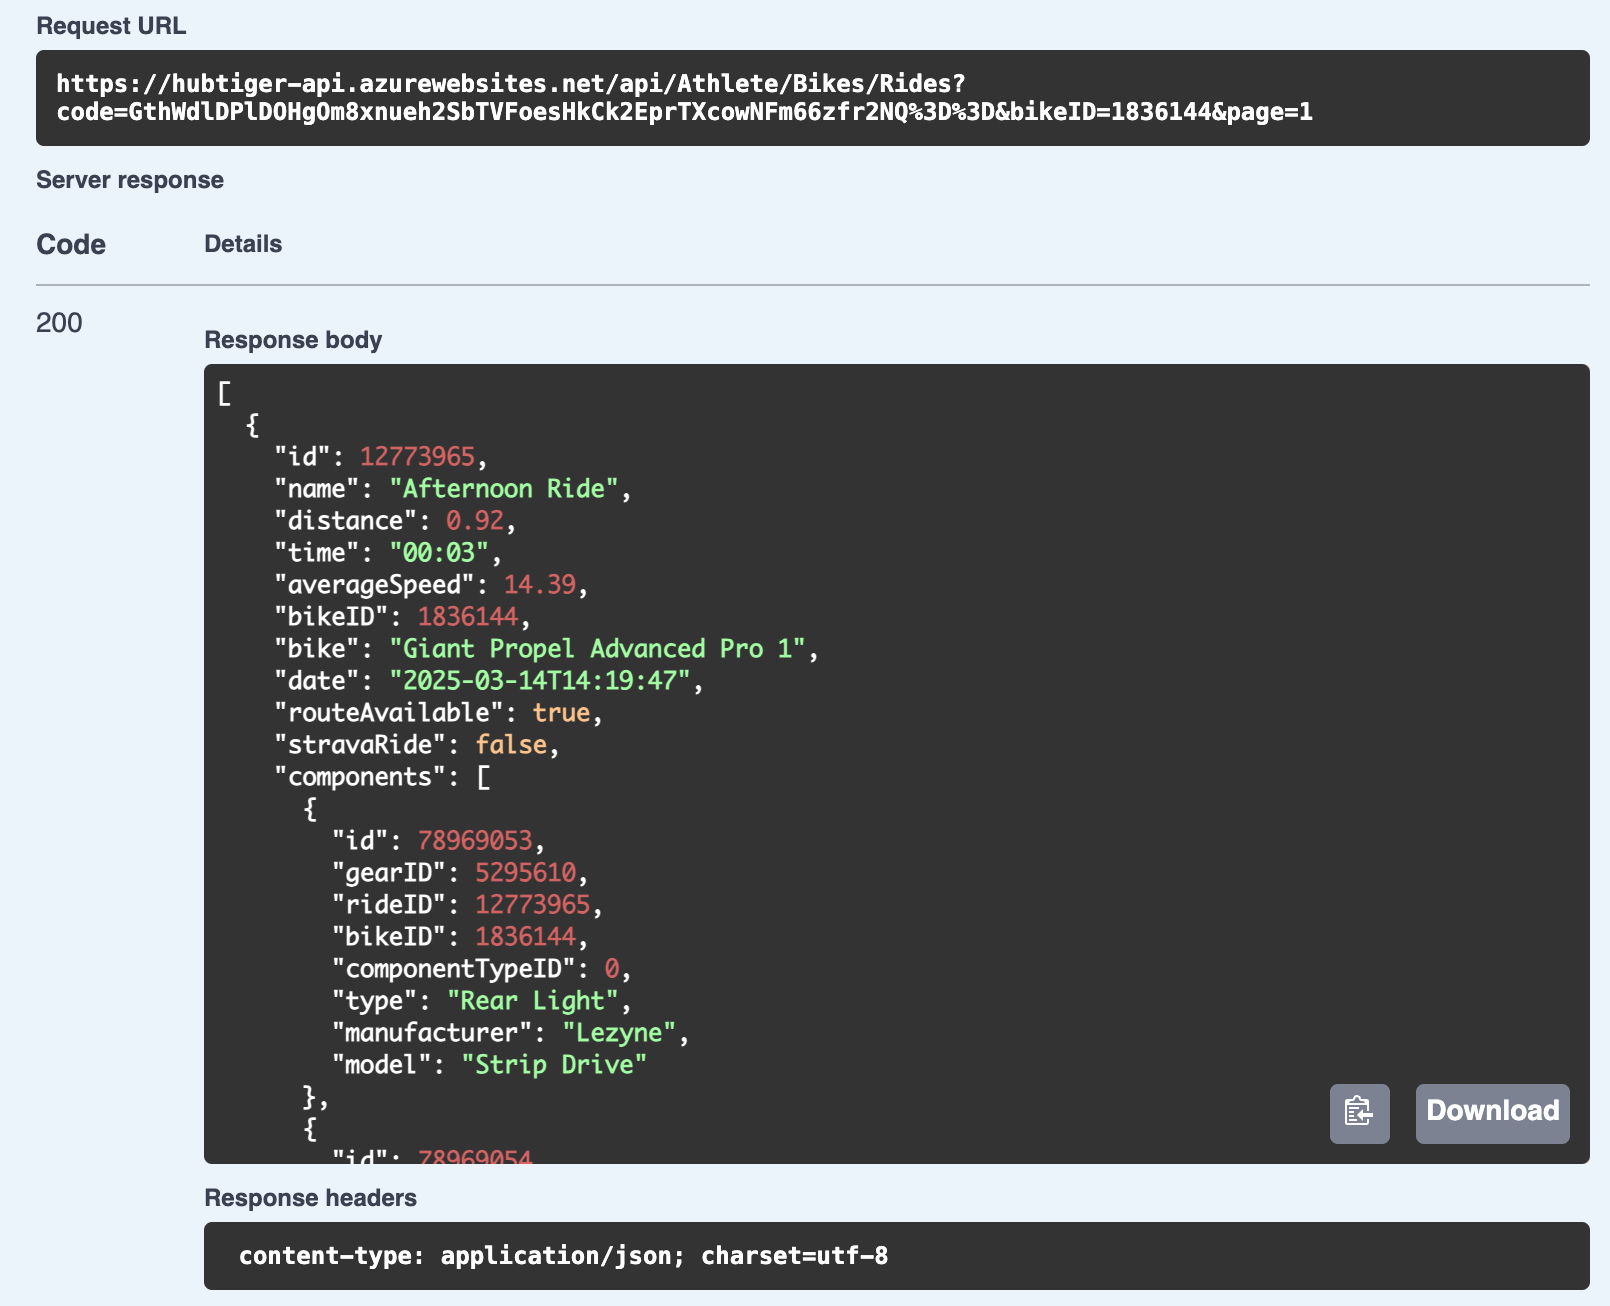 Request URL
https://hubtiger-api.azurewebsites.net/api/Athlete/Bikes/Rides?
code=GthWdlDPlDOHgOm8xnueh2SbTVFoesHkCk2EprTXcowNFm66zfr2NQ%3D%3D&bikeID=1836144&page=1
Server response
Code Details
200
Response body
[
{
"id": 12773965,
"name": "Afternoon Ride",
"distance": 0.92,
"time": "00:03",
"averageSpeed": 14.39,
"bikeID": 1836144,
"bike": "Giant Propel Advanced Pro 1",
"date": "2025-03-14T14:19:47",
"routeAvailable": true,
"stravaRide": false,
"components": [
{
"id": 78969053,
"gearID": 5295610,
"rideID": 12773965,
"bikeID": 1836144,
"componentTypeID": 0,
"type": "Rear Light",
"manufacturer": "Lezyne",
"model": "Strip Drive"
},
{
"id": 78969054
Download
Response headers
content-type: application/json; charset=utf-8